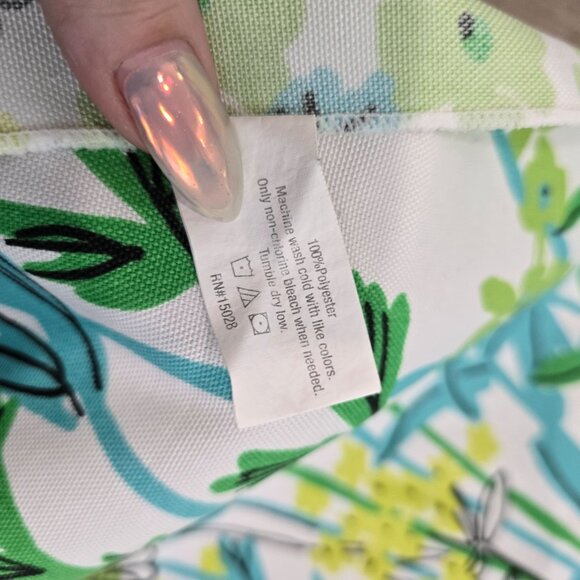 100%Polyester
Machine wash cold with like colors.
Only non-chlorine bleach when needed.
Tumble dry low.
RN#15028